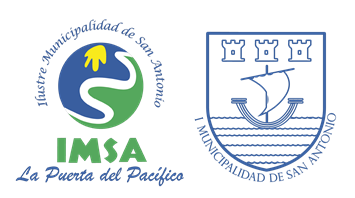 Ilustre Municipalidad de San Antonio
IMSA
La Puerta del Pacífico
I MUNICIPALIDAD DE SAN ANTONIO